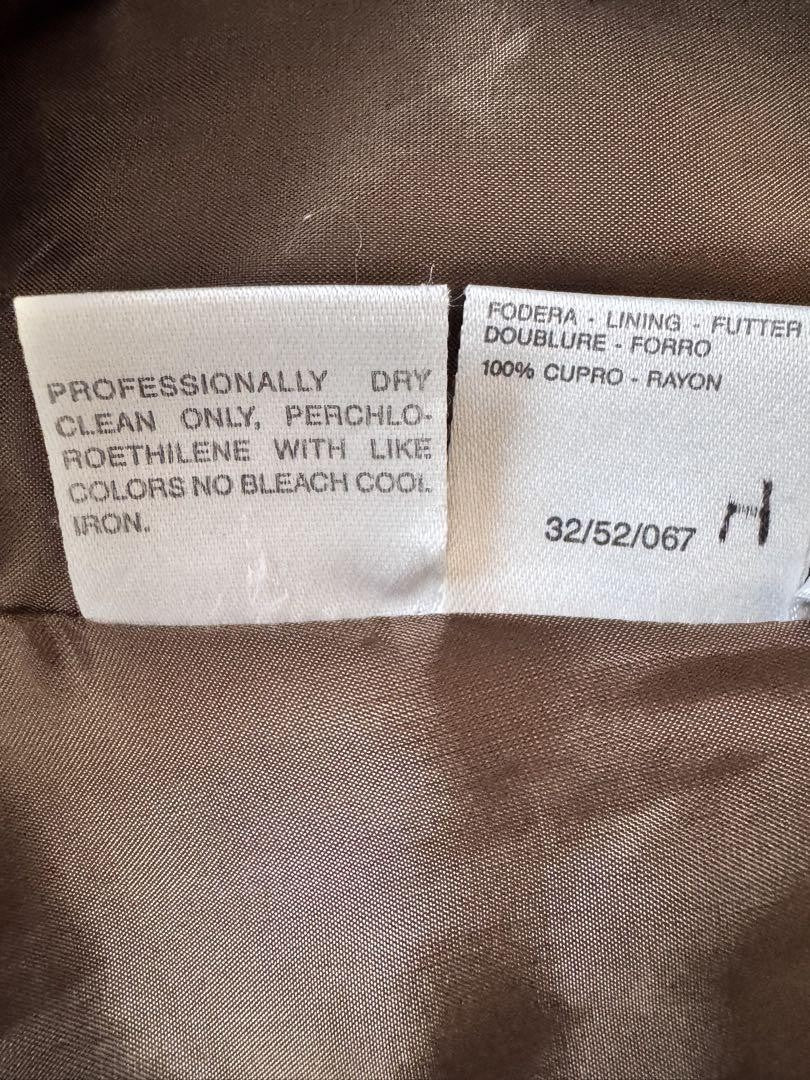 PROFESSIONALLY DRY
CLEAN ONLY, PERCHLO-
ROETHILENE WITH LIKE
COLORS NO BLEACH COOL
IRON.
FODERA - LINING - FUTTER
DOUBLURE - FORRO
100% CUPRO - RAYON
32/52/067